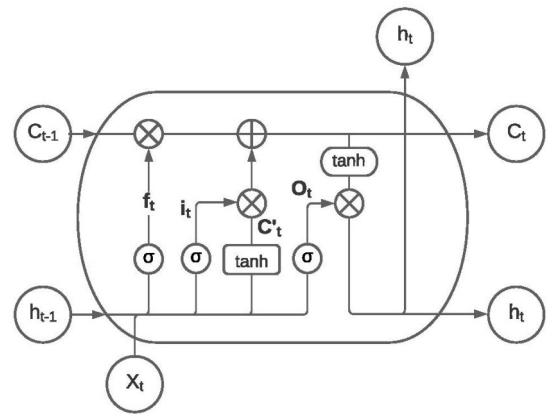 h_t
C_{t-1}
C_t
tanh
f_t
i_t
O_t
C'_t
σ
σ
tanh
σ
h_{t-1}
h_t
X_t